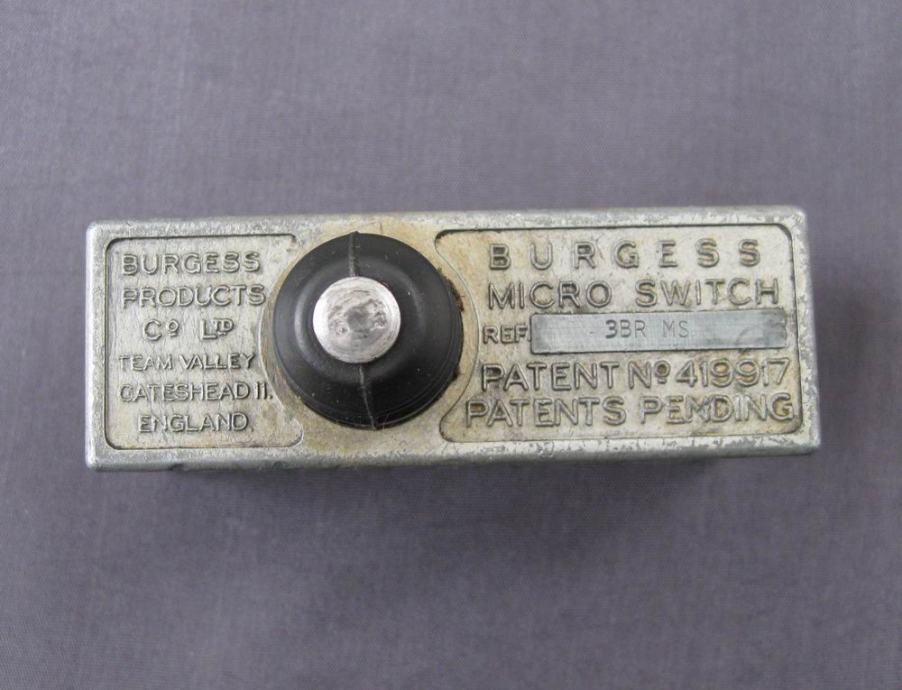 BURGESS
PRODUCTS
Cº LTD
TEAM VALLEY
GATESHEAD 11.
ENGLAND.
BURGESS
MICRO SWITCH
REF. 3BR MS
PATENT Nº 419917
PATENTS PENDING.